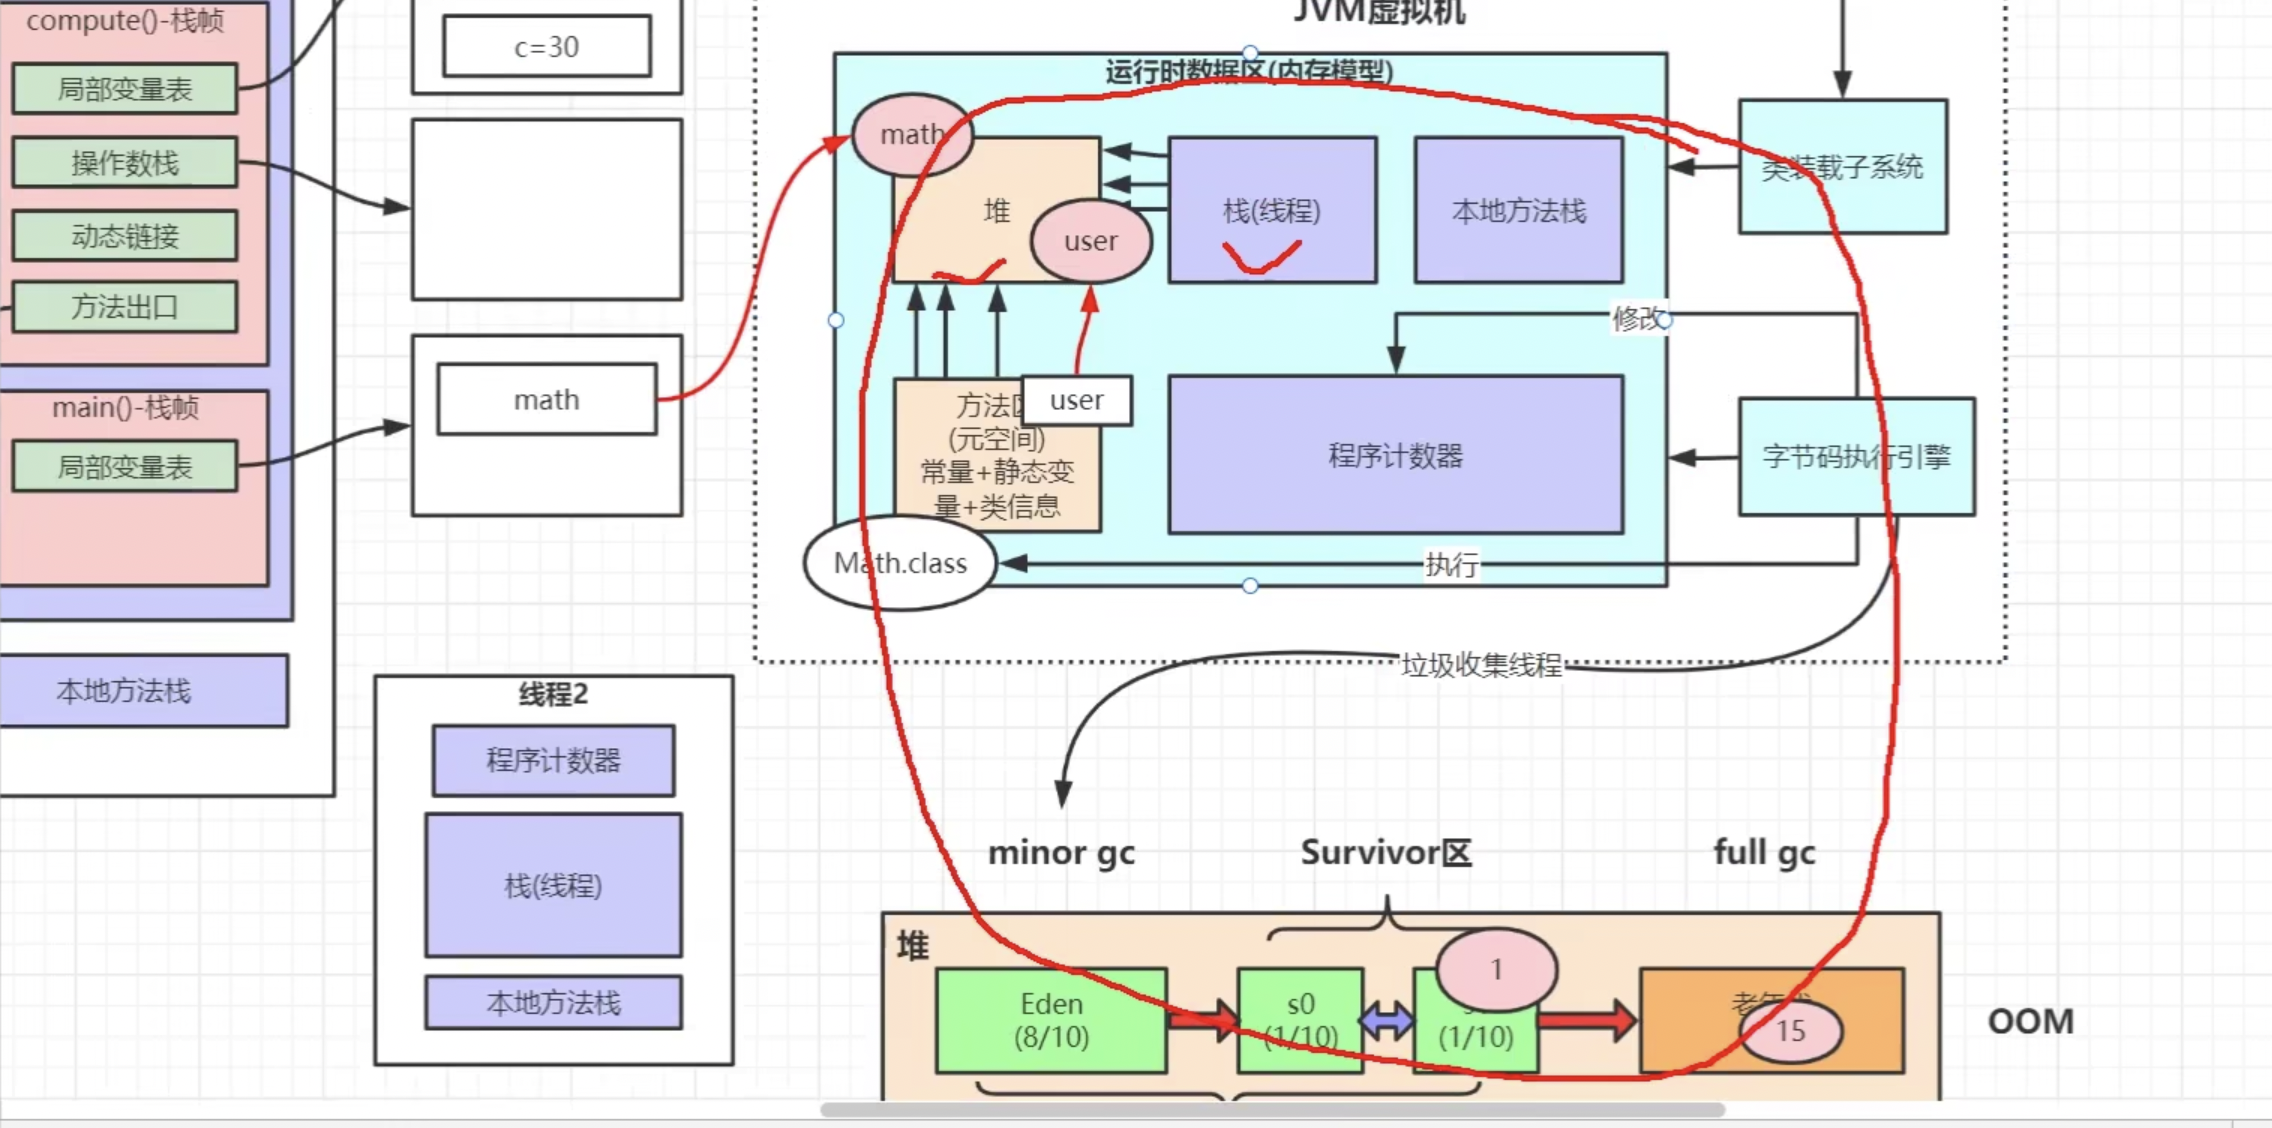 compute()-栈帧
局部变量表
操作数栈
动态链接
方法出口
main()-栈帧
局部变量表
本地方法栈
c=30
math
线程2
程序计数器
栈(线程)
本地方法栈
JVM虚拟机
运行时数据区(内存模型)
math
堆
user
栈(线程)
本地方法栈
类装载子系统
修改
user
方法区
(元空间)
常量+静态变
量+类信息
程序计数器
字节码执行引擎
Math.class
执行
垃圾收集线程
minor gc
Survivor区
full gc
堆
Eden
(8/10)
s0
(1/10)
1
(1/10)
老年代
15
OOM